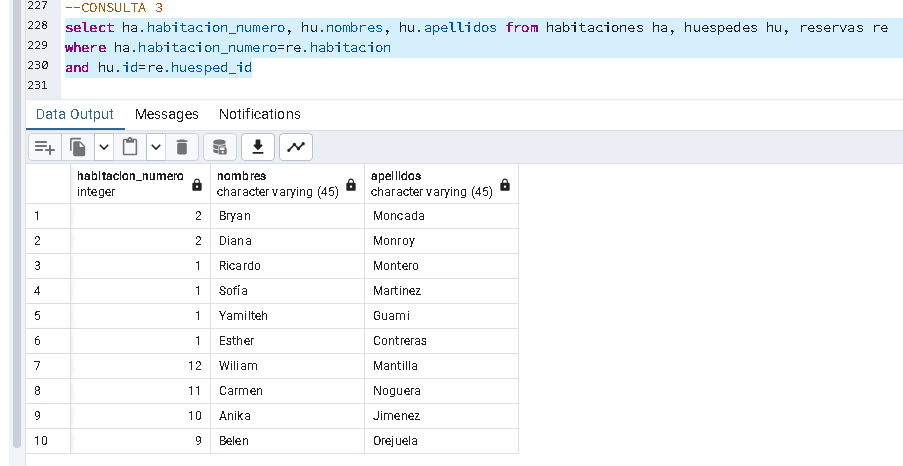 227 --CONSULTA 3
228 select ha.habitacion_numero, hu.nombres, hu.apellidos from habitaciones ha, huespedes hu, reservas re
229 where ha.habitacion_numero=re.habitacion
230 and hu.id=re.huesped_id
231
Data Output Messages Notifications
habitacion_numero nombres apellidos
integer character varying (45) character varying (45)
1 2 Bryan Moncada
2 2 Diana Monroy
3 1 Ricardo Montero
4 1 Sofía Martinez
5 1 Yamilteh Guami
6 1 Esther Contreras
7 12 Wiliam Mantilla
8 11 Carmen Noguera
9 10 Anika Jimenez
10 9 Belen Orejuela